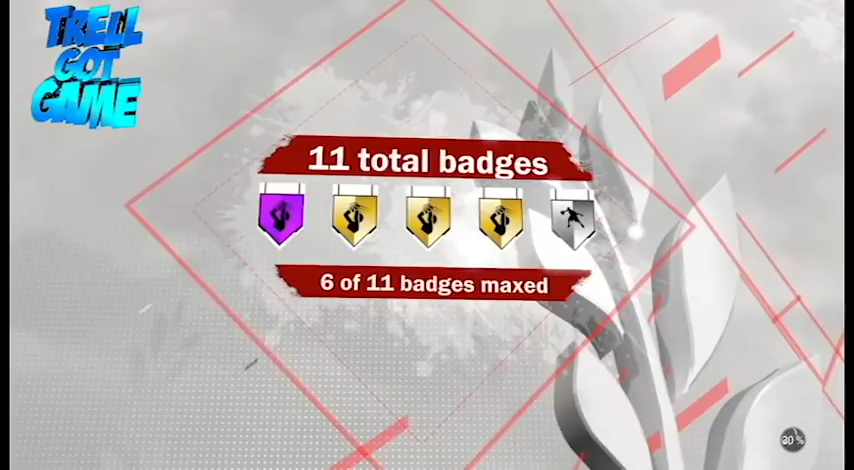 TRELL
GOT
GAME
11 total badges
6 of 11 badges maxed
30 %